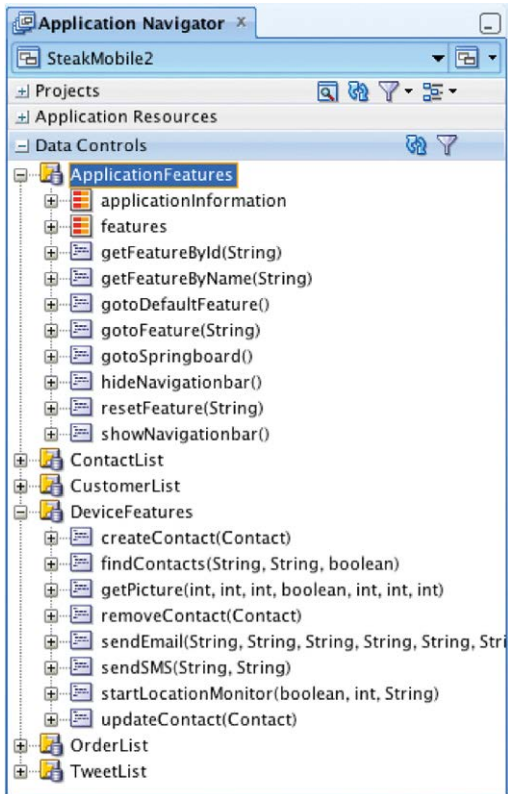 Application Navigator
SteakMobile2
Projects
Application Resources
Data Controls
ApplicationFeatures
applicationInformation
features
getFeatureById(String)
getFeatureByName(String)
gotoDefaultFeature()
gotoFeature(String)
gotoSpringboard()
hideNavigationbar()
resetFeature(String)
showNavigationbar()
ContactList
CustomerList
DeviceFeatures
createContact(Contact)
findContacts(String, String, boolean)
getPicture(int, int, int, boolean, int, int, int)
removeContact(Contact)
sendEmail(String, String, String, String, String, Stri
sendSMS(String, String)
startLocationMonitor(boolean, int, String)
updateContact(Contact)
OrderList
TweetList